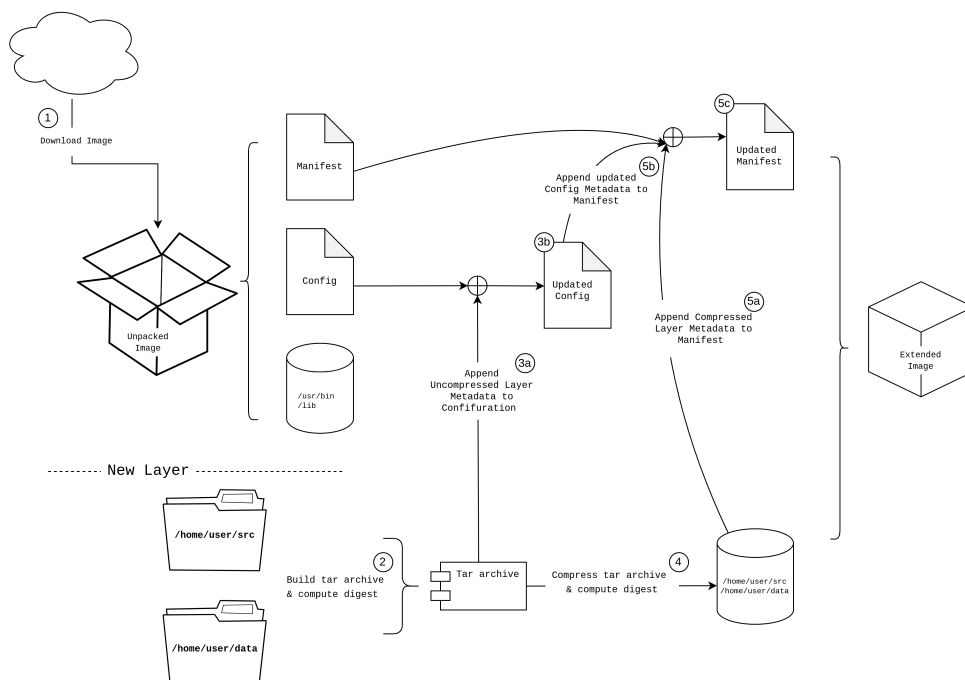 1
Download Image
Unpacked
Image
Manifest
Config
/usr/bin
/lib
3a
Append
Uncompressed Layer
Metadata to
Confifuration
3b
Updated
Config
5b
Append updated
Config Metadata to
Manifest
5c
Updated
Manifest
5a
Append Compressed
Layer Metadata to
Manifest
Extended
Image
New Layer
/home/user/src
/home/user/data
2
Build tar archive
& compute digest
Tar archive
4
Compress tar archive
& compute digest
/home/user/src
/home/user/data